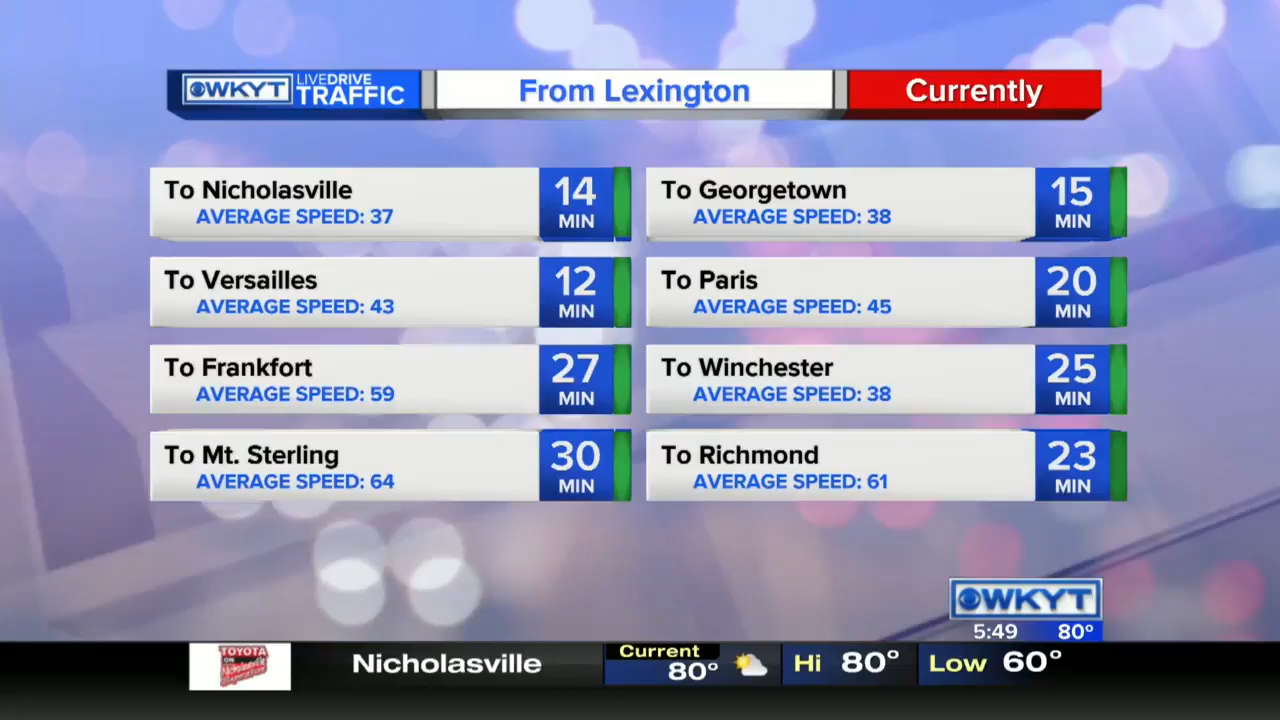 WKYT LIVEDRIVE TRAFFIC
From Lexington
Currently
To Nicholasville
AVERAGE SPEED: 37
14 MIN
To Georgetown
AVERAGE SPEED: 38
15 MIN
To Versailles
AVERAGE SPEED: 43
12 MIN
To Paris
AVERAGE SPEED: 45
20 MIN
To Frankfort
AVERAGE SPEED: 59
27 MIN
To Winchester
AVERAGE SPEED: 38
25 MIN
To Mt. Sterling
AVERAGE SPEED: 64
30 MIN
To Richmond
AVERAGE SPEED: 61
23 MIN
WKYT
5:49 80°
TOYOTA
ON
Nicholasville
Current
80°
Hi 80°
Low 60°